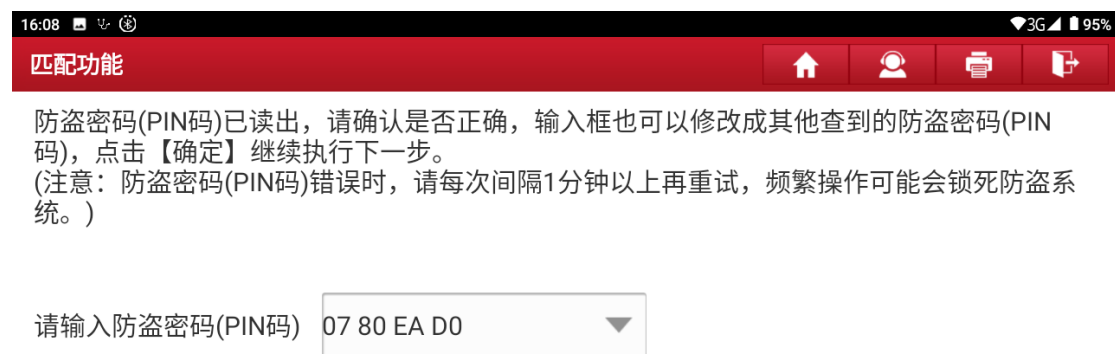 16:08 3G 95%
匹配功能
防盗密码(PIN码)已读出，请确认是否正确，输入框也可以修改成其他查到的防盗密码(PIN
码)，点击【确定】继续执行下一步。
(注意：防盗密码(PIN码)错误时，请每次间隔1分钟以上再重试，频繁操作可能会锁死防盗系
统。)
请输入防盗密码(PIN码) 07 80 EA D0